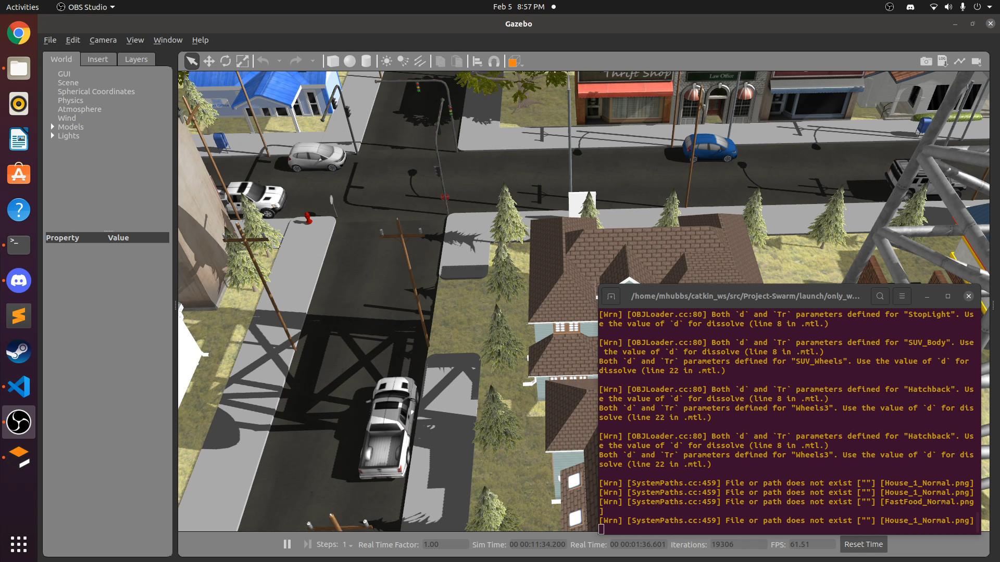 Activities
OBS Studio
Feb 5 8:57 PM
Gazebo
File Edit Camera View Window Help
World Insert Layers
GUI
Scene
Spherical Coordinates
Physics
Atmosphere
Wind
Models
Lights
Property Value
LOG
Thrift Shop
Law Office
/home/mhubbs/catkin_ws/src/Project-Swarm/launch/only_w...
[Wrn] [OBJLoader.cc:80] Both `d` and `Tr` parameters defined for "StopLight". Us
e the value of `d` for dissolve (line 8 in .mtl.)
[Wrn] [OBJLoader.cc:80] Both `d` and `Tr` parameters defined for "SUV_Body". Use
 the value of `d` for dissolve (line 8 in .mtl.)
Both `d` and `Tr` parameters defined for "SUV_Wheels". Use the value of `d` for
dissolve (line 22 in .mtl.)
[Wrn] [OBJLoader.cc:80] Both `d` and `Tr` parameters defined for "Hatchback". Us
e the value of `d` for dissolve (line 8 in .mtl.)
Both `d` and `Tr` parameters defined for "Wheels3". Use the value of `d` for dis
solve (line 22 in .mtl.)
[Wrn] [OBJLoader.cc:80] Both `d` and `Tr` parameters defined for "Hatchback". Us
e the value of `d` for dissolve (line 8 in .mtl.)
Both `d` and `Tr` parameters defined for "Wheels3". Use the value of `d` for dis
solve (line 22 in .mtl.)
[Wrn] [SystemPaths.cc:459] File or path does not exist [""] [House_1_Normal.png]
[Wrn] [SystemPaths.cc:459] File or path does not exist [""] [House_1_Normal.png]
[Wrn] [SystemPaths.cc:459] File or path does not exist [""] [FastFood_Normal.png
]
[Wrn] [SystemPaths.cc:459] File or path does not exist [""] [House_1_Normal.png]
Steps: 1 Real Time Factor: 1.00 Sim Time: 00 00:11:34.200 Real Time: 00 00:01:36.601 Iterations: 19306 FPS: 61.51 Reset Time